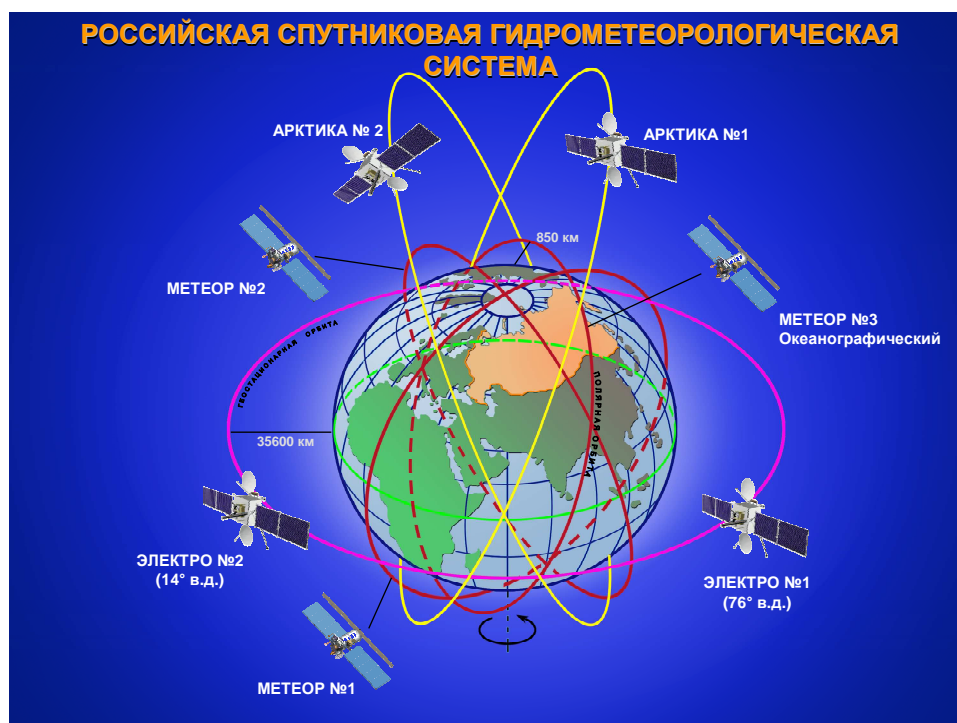 РОССИЙСКАЯ СПУТНИКОВАЯ ГИДРОМЕТЕОРОЛОГИЧЕСКАЯ
СИСТЕМА
АРКТИКА № 2
АРКТИКА №1
850 км
МЕТЕОР №2
МЕТЕОР №3
Океанографический
ГЕОСТАЦИОНАРНАЯ ОРБИТА
ПОЛЯРНАЯ ОРБИТА
35600 км
ЭЛЕКТРО №2
(14° в.д.)
ЭЛЕКТРО №1
(76° в.д.)
МЕТЕОР №1